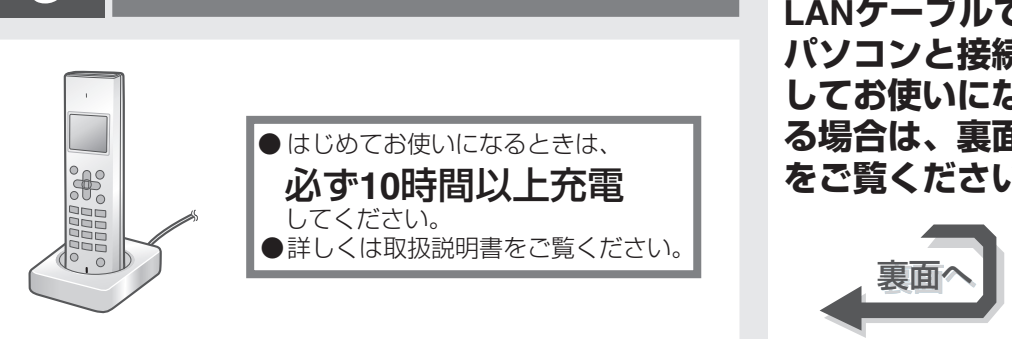 ● はじめてお使いになるときは、
必ず10時間以上充電
してください。
●詳しくは取扱説明書をご覧ください。
LANケーブルで
パソコンと接続
してお使いにな
る場合は、裏面
をご覧ください
裏面へ